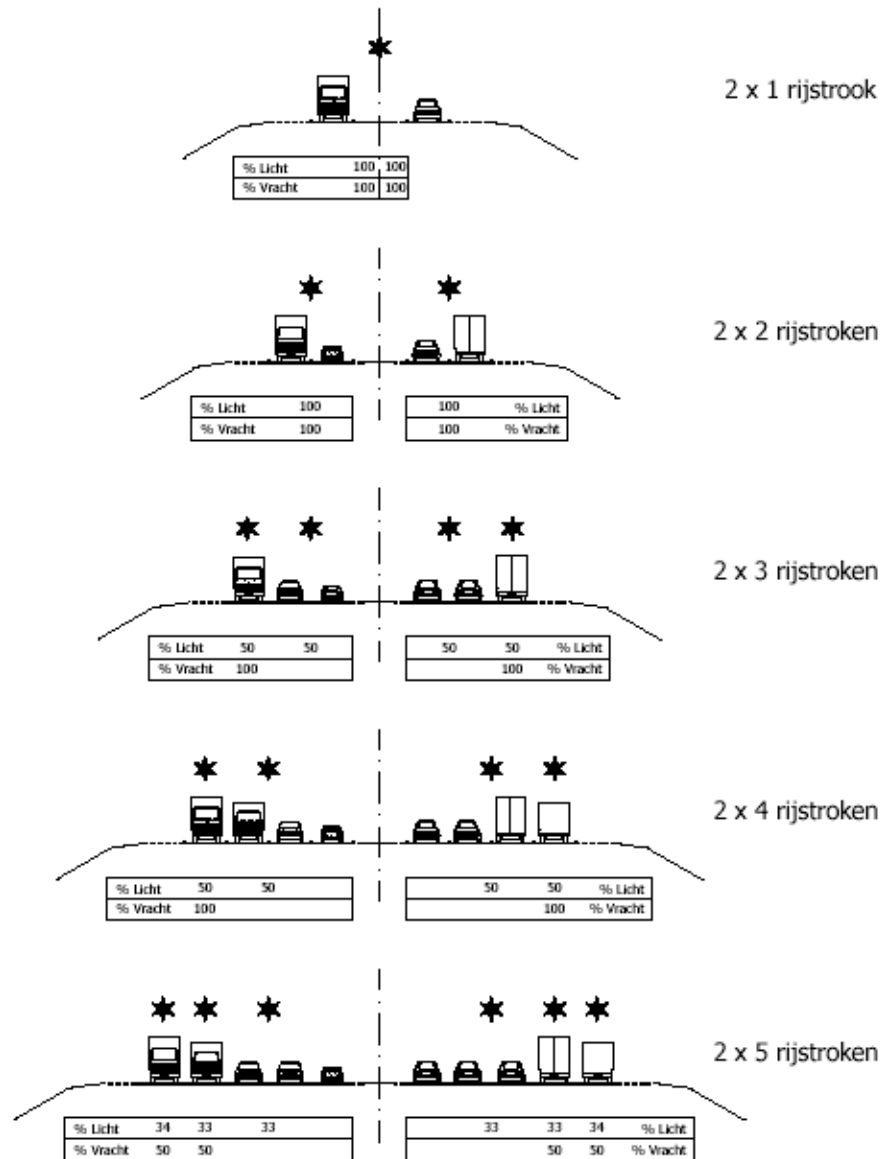 2 x 1 rijstrook
% Licht 100 100
% Vracht 100 100
2 x 2 rijstroken
% Licht 100 100 % Licht
% Vracht 100 100 % Vracht
2 x 3 rijstroken
% Licht 50 50 50 50 % Licht
% Vracht 100 100 % Vracht
2 x 4 rijstroken
% Licht 50 50 50 50 % Licht
% Vracht 100 100 % Vracht
2 x 5 rijstroken
% Licht 34 33 33 33 33 34 % Licht
% Vracht 50 50 50 50 % Vracht